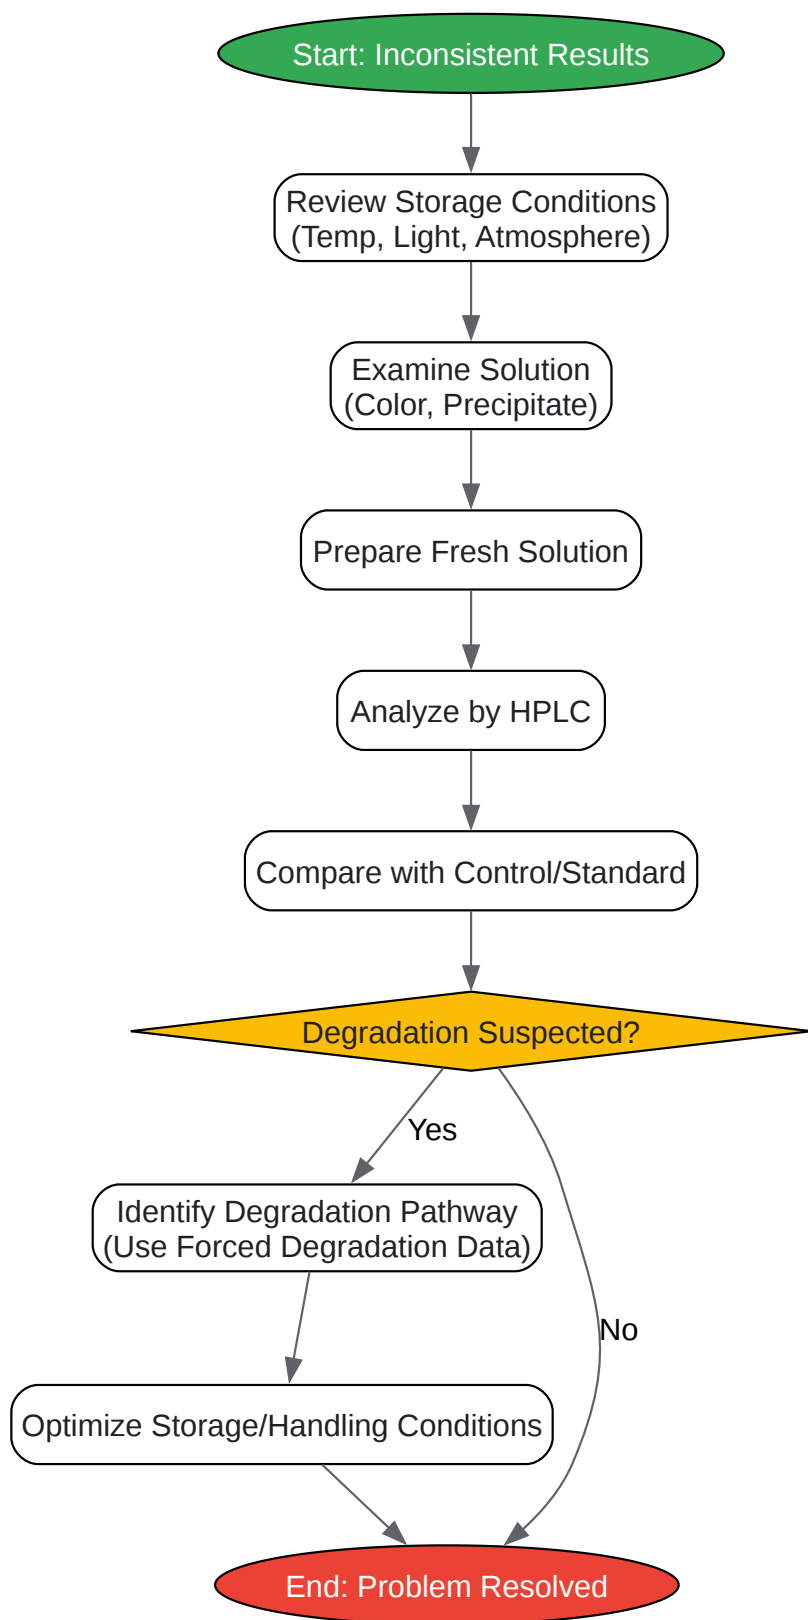 Start: Inconsistent Results
Review Storage Conditions
(Temp, Light, Atmosphere)
Examine Solution
(Color, Precipitate)
Prepare Fresh Solution
Analyze by HPLC
Compare with Control/Standard
Degradation Suspected?
Yes
Identify Degradation Pathway
(Use Forced Degradation Data)
No
Optimize Storage/Handling Conditions
End: Problem Resolved